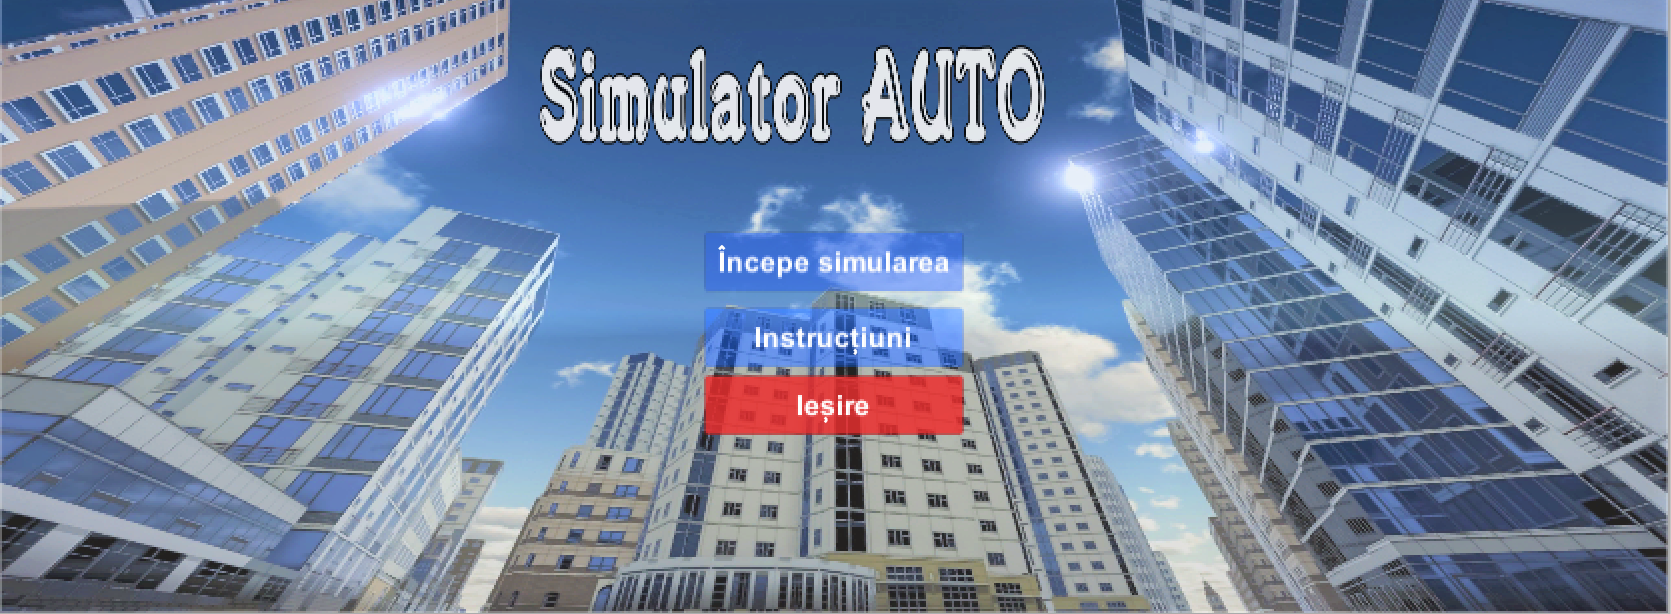 Simulator AUTO
Începe simularea
Instrucțiuni
Ieșire